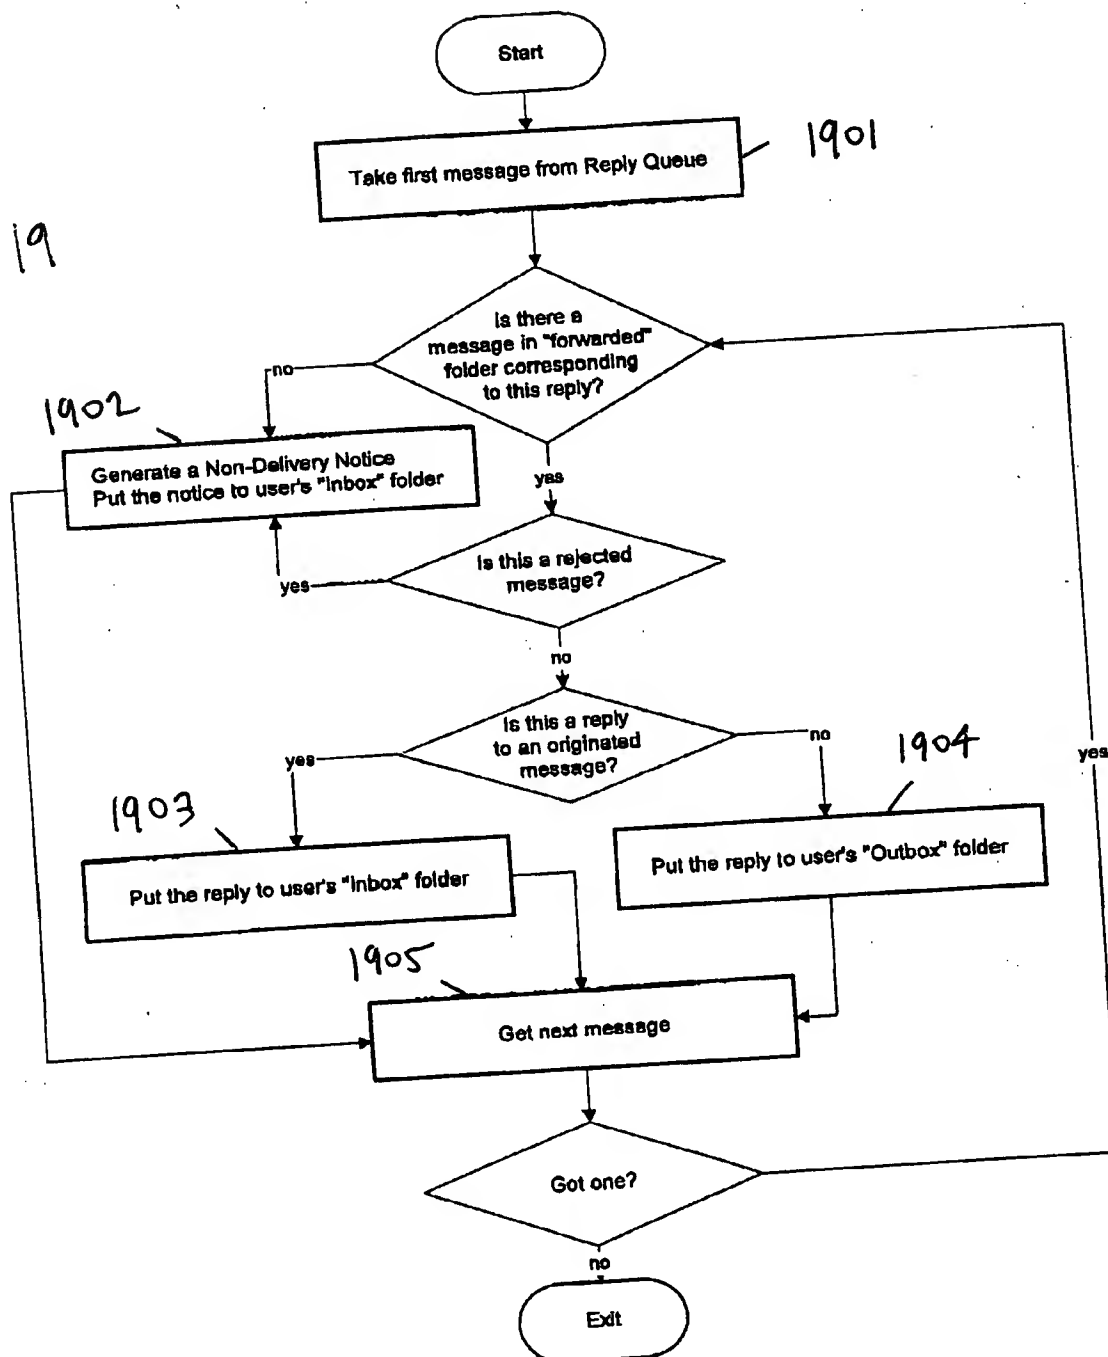 Start
Take first message from Reply Queue
1901
19
Is there a
message in "forwarded"
folder corresponding
to this reply?
no
1902
Generate a Non-Delivery Notice
Put the notice to user's "Inbox" folder
yes
Is this a rejected
message?
yes
no
Is this a reply
to an originated
message?
yes
no
1903
1904
yes
Put the reply to user's "Inbox" folder
Put the reply to user's "Outbox" folder
1905
Get next message
Got one?
no
Exit